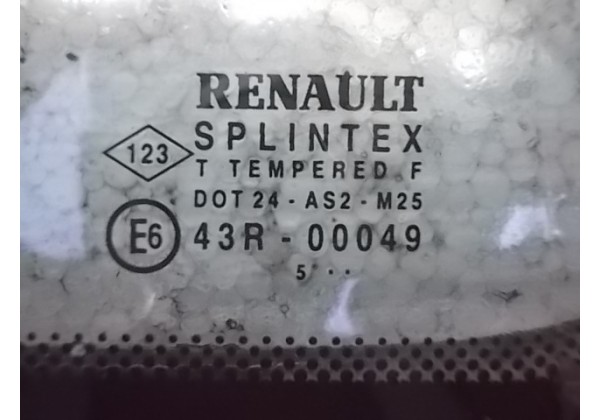 RENAULT
SPLINTEX
123
T TEMPERED F
DOT 24 - AS2 - M25
E6 43R - 00049
5 · ·